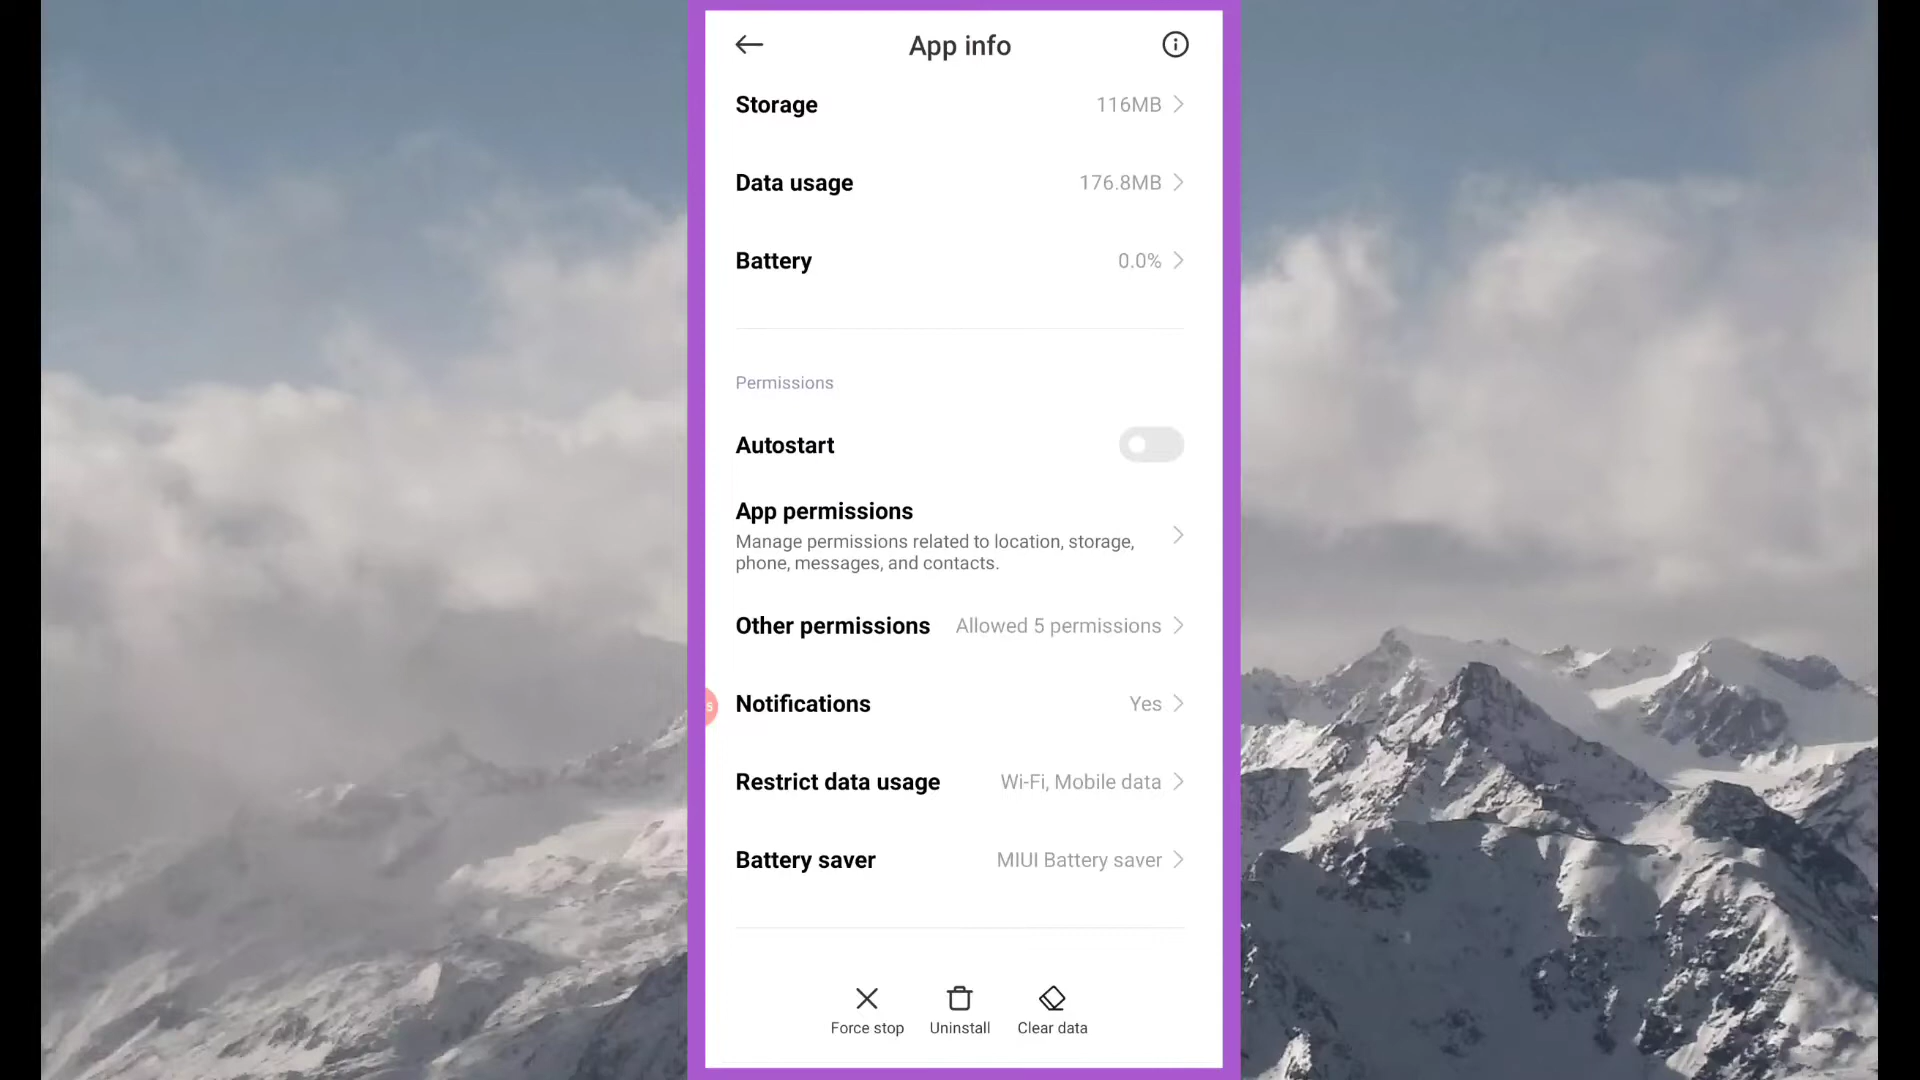 App info
Storage 116MB
Data usage 176.8MB
Battery 0.0%
Permissions
Autostart
App permissions
Manage permissions related to location, storage,
phone, messages, and contacts.
Other permissions Allowed 5 permissions
Notifications Yes
Restrict data usage Wi-Fi, Mobile data
Battery saver MIUI Battery saver
Force stop Uninstall Clear data